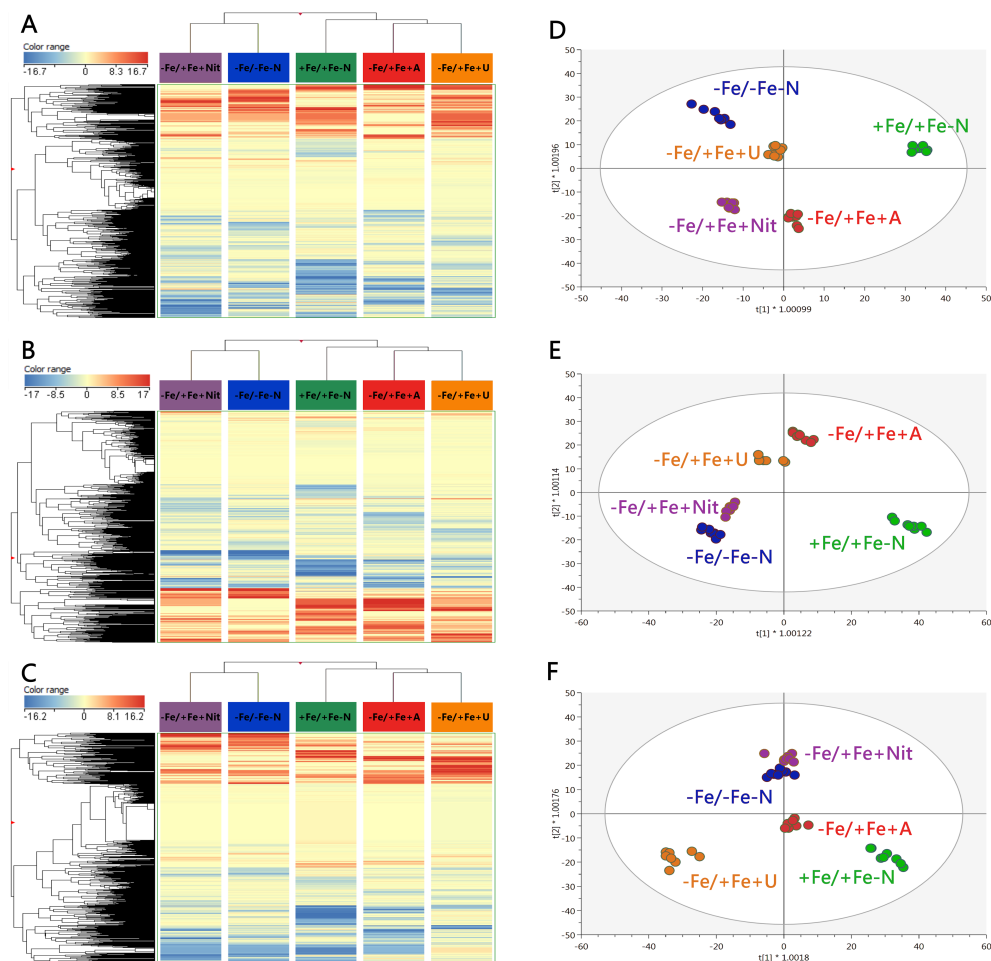 A
Color range
-16.7 0 8.3 16.7
-Fe/+Fe+Nit -Fe/-Fe-N +Fe/+Fe-N -Fe/+Fe+A -Fe/+Fe+U
D
50
40
30
20
10
0
-10
-20
-30
-40
-50
t[2] * 1.00196
-Fe/-Fe-N
+Fe/+Fe-N
-Fe/+Fe+U
-Fe/+Fe+Nit
-Fe/+Fe+A
-50 -40 -30 -20 -10 0 10 20 30 40 50
t[1] * 1.00099
B
Color range
-17 -8.5 0 8.5 17
-Fe/+Fe+Nit -Fe/-Fe-N +Fe/+Fe-N -Fe/+Fe+A -Fe/+Fe+U
E
50
40
30
20
10
0
-10
-20
-30
-40
-50
t[2] * 1.00114
-Fe/+Fe+A
-Fe/+Fe+U
-Fe/+Fe+Nit
-Fe/-Fe-N
+Fe/+Fe-N
-60 -40 -20 0 20 40 60
t[1] * 1.00122
C
Color range
-16.2 0 8.1 16.2
-Fe/+Fe+Nit -Fe/-Fe-N +Fe/+Fe-N -Fe/+Fe+A -Fe/+Fe+U
F
50
40
30
20
10
0
-10
-20
-30
-40
-50
t[2] * 1.00176
-Fe/+Fe+Nit
-Fe/-Fe-N
-Fe/+Fe+A
-Fe/+Fe+U
+Fe/+Fe-N
-60 -40 -20 0 20 40 60
t[1] * 1.0018